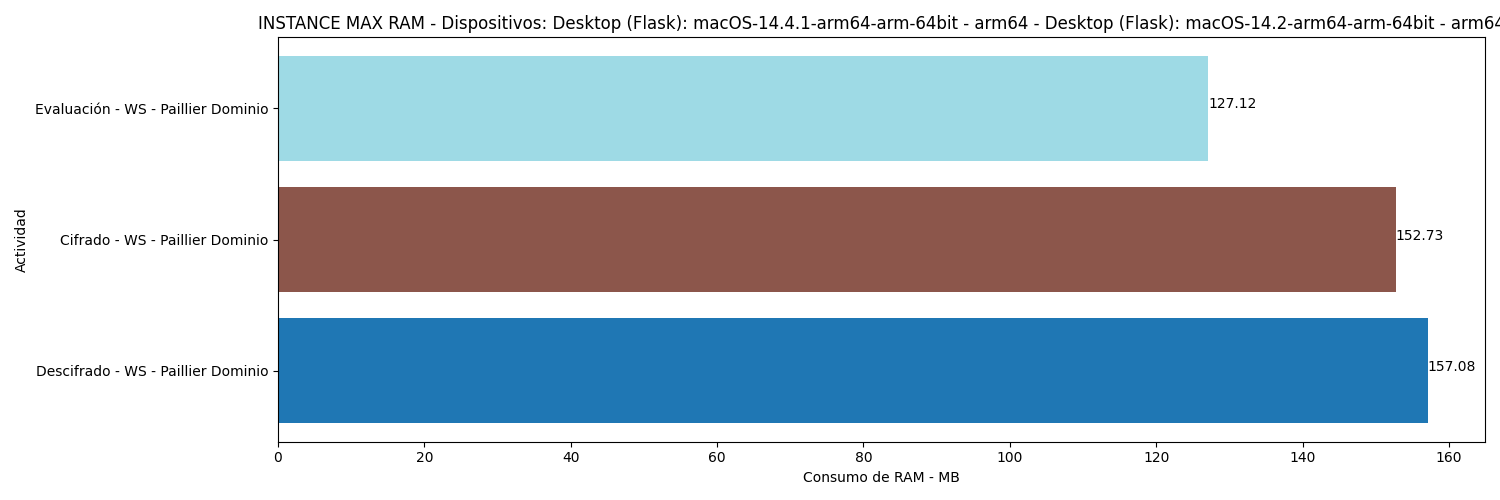 INSTANCE MAX RAM - Dispositivos: Desktop (Flask): macOS-14.4.1-arm64-arm-64bit - arm64 - Desktop (Flask): macOS-14.2-arm64-arm-64bit - arm64
Evaluación - WS - Paillier Dominio
127.12
Cifrado - WS - Paillier Dominio
152.73
Descifrado - WS - Paillier Dominio
157.08
Actividad
0 20 40 60 80 100 120 140 160
Consumo de RAM - MB